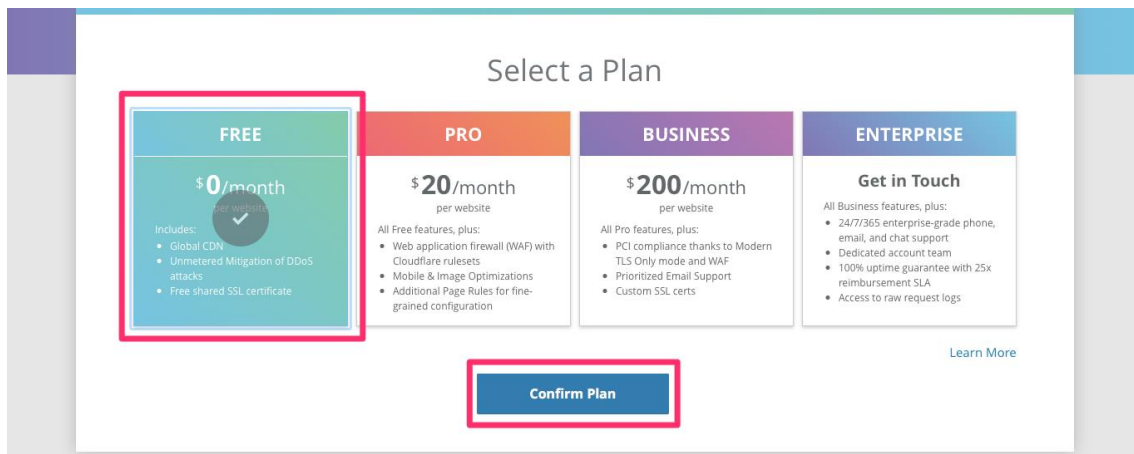 Select a Plan
FREE
$0/month
per website
Includes:
• Global CDN
• Unmetered Mitigation of DDoS
attacks
• Free shared SSL certificate
PRO
$20/month
per website
All Free features, plus:
• Web application firewall (WAF) with
Cloudflare rulesets
• Mobile & Image Optimizations
• Additional Page Rules for fine-
grained configuration
BUSINESS
$200/month
per website
All Pro features, plus:
• PCI compliance thanks to Modern
TLS Only mode and WAF
• Prioritized Email Support
• Custom SSL certs
ENTERPRISE
Get in Touch
All Business features, plus:
• 24/7/365 enterprise-grade phone,
email, and chat support
• Dedicated account team
• 100% uptime guarantee with 25x
reimbursement SLA
• Access to raw request logs
Learn More
Confirm Plan